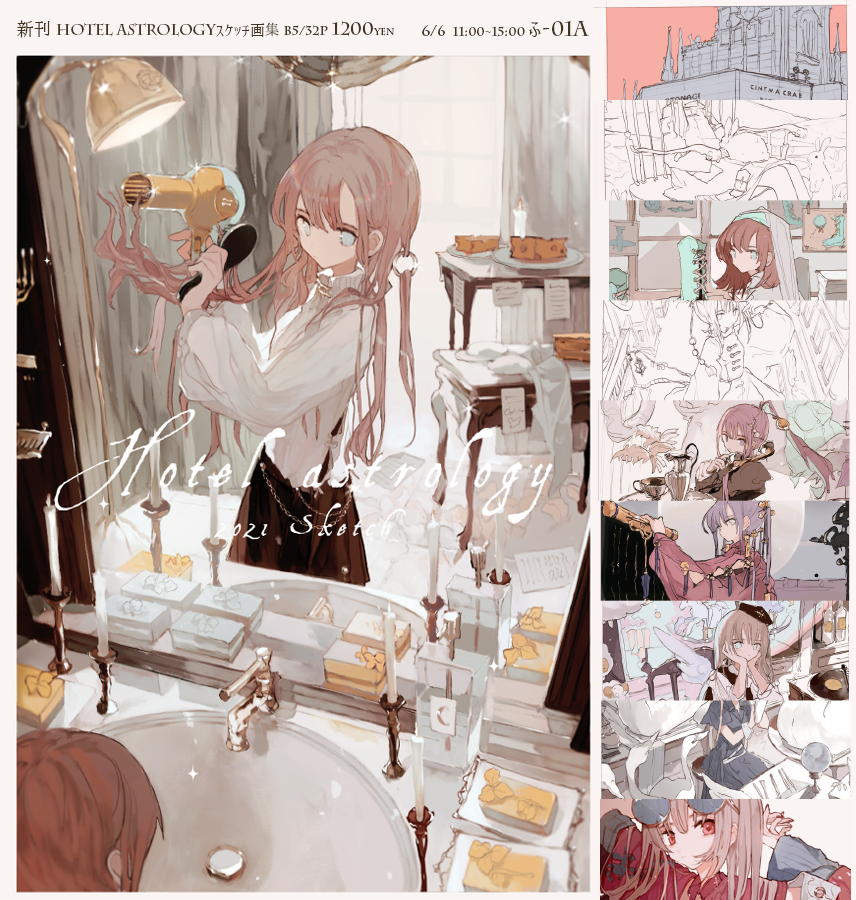 新刊 HOTEL ASTROLOGYスケッチ画集 B5/32P 1200YEN 6/6 11:00~15:00 ふ-01A
CINEMA CRAB
Hotel astrology
2021 Sketch